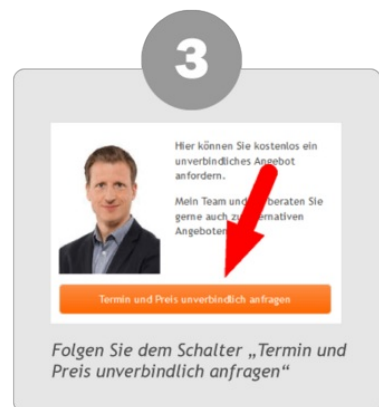 3
Hier können Sie kostenlos ein
unverbindliches Angebot
anfordern.
Mein Team und beraten Sie
gerne auch zu
Angeboten
Termin und Preis unverbindlich anfragen
Folgen Sie dem Schalter „Termin und
Preis unverbindlich anfragen“